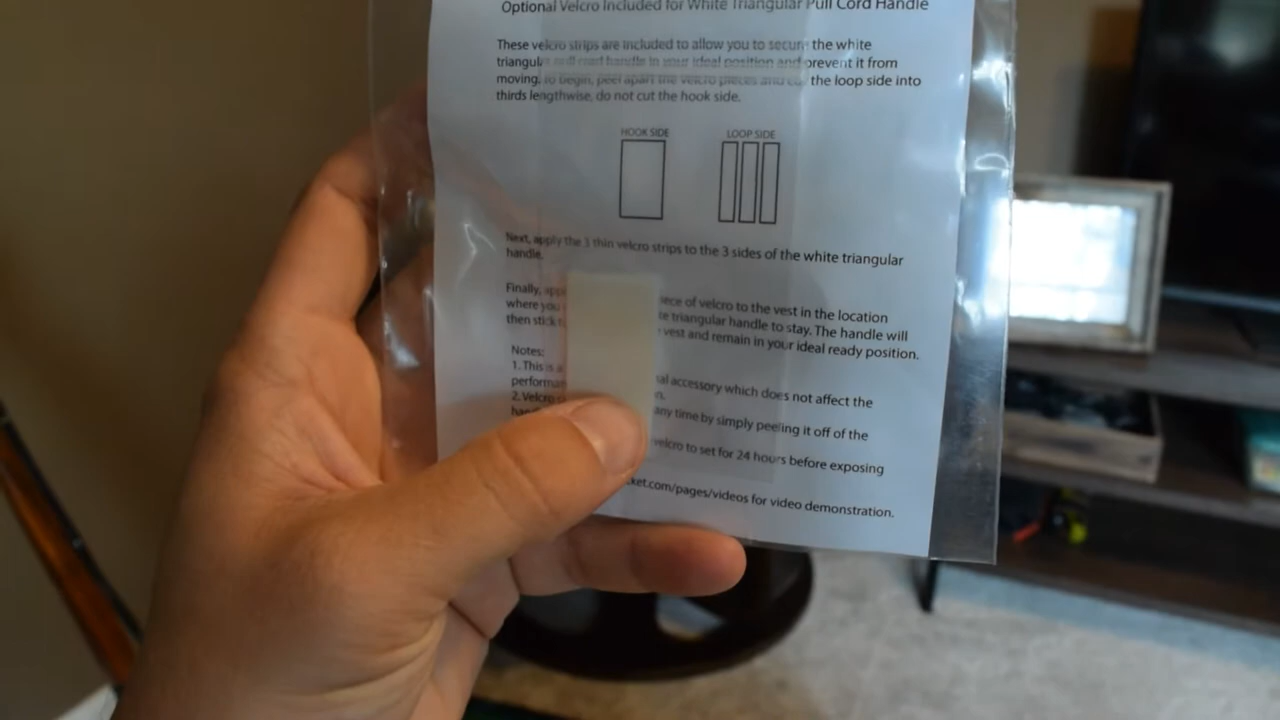 Optional Velcro Included for White Triangular Pull Cord Handle
These velcro strips are included to allow you to secure the white
triangular pull cord handle in your ideal position and prevent it from
moving. To begin, peel apart the velcro pieces and cut the loop side into
thirds lengthwise, do not cut the hook side.
HOOK SIDE
LOOP SIDE
Next, apply the 3 thin velcro strips to the 3 sides of the white triangular
handle.
Finally, of velcro to the vest in the location
where you triangular handle to stay. The handle will
then stick vest and remain in your ideal ready position.
Notes:
1. This is a accessory which does not affect the
2. Velcro any time by simply peeling it off of the
velcro to set for 24 hours before exposing
ket.com/pages/videos for video demonstration.